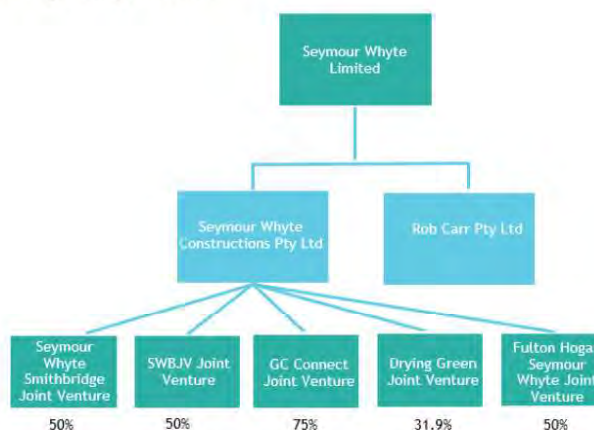 Seymour Whyte
Limited
Seymour Whyte
Constructions Pty Ltd
Rob Carr Pty Ltd
Seymour
Whyte
Smithbridge
Joint Venture
SWBJV Joint
Venture
GC Connect
Joint Venture
Drying Green
Joint Venture
Fulton Hogan
Seymour
Whyte Joint
Venture
50%
50%
75%
31.9%
50%